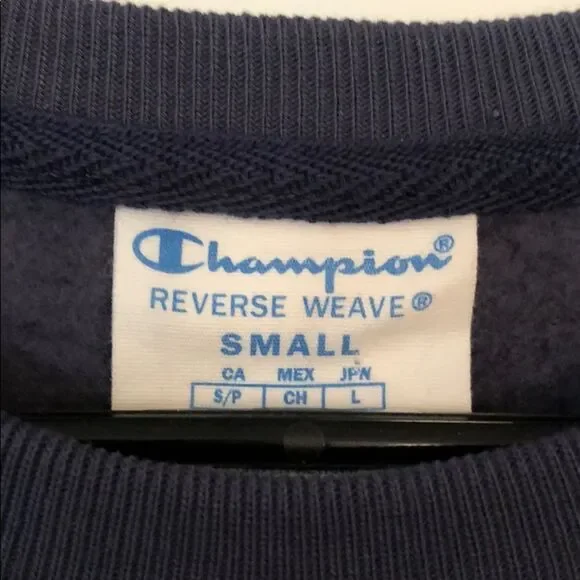 Champion®
REVERSE WEAVE®
SMALL
CA MEX JPN
S/P CH L